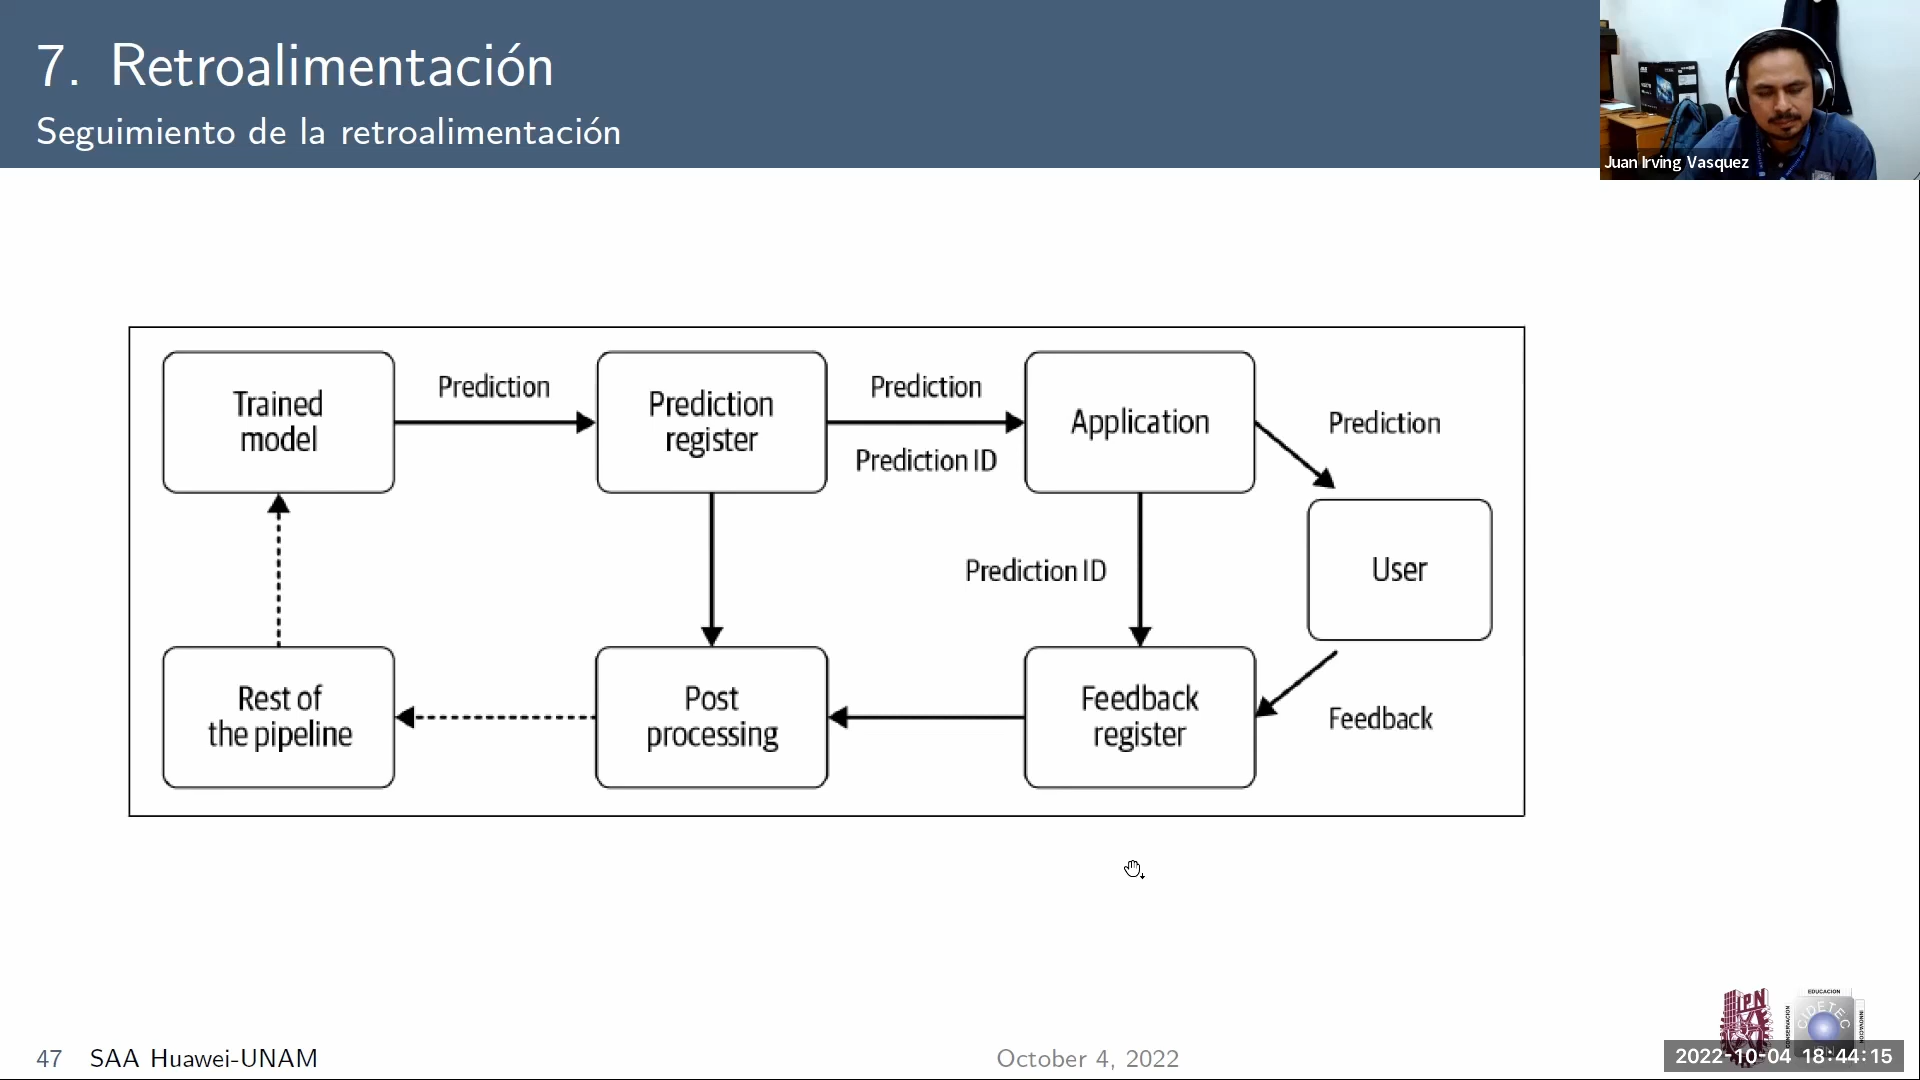 7. Retroalimentación
Seguimiento de la retroalimentación
Juan Irving Vasquez
Trained
model
Prediction
Prediction
register
Prediction
Prediction ID
Application
Prediction
User
Prediction ID
Rest of
the pipeline
Post
processing
Feedback
register
Feedback
IPN
EDUCACION
CIDETEC
47 SAA Huawei-UNAM
October 4, 2022
2022-10-04 18:44:15